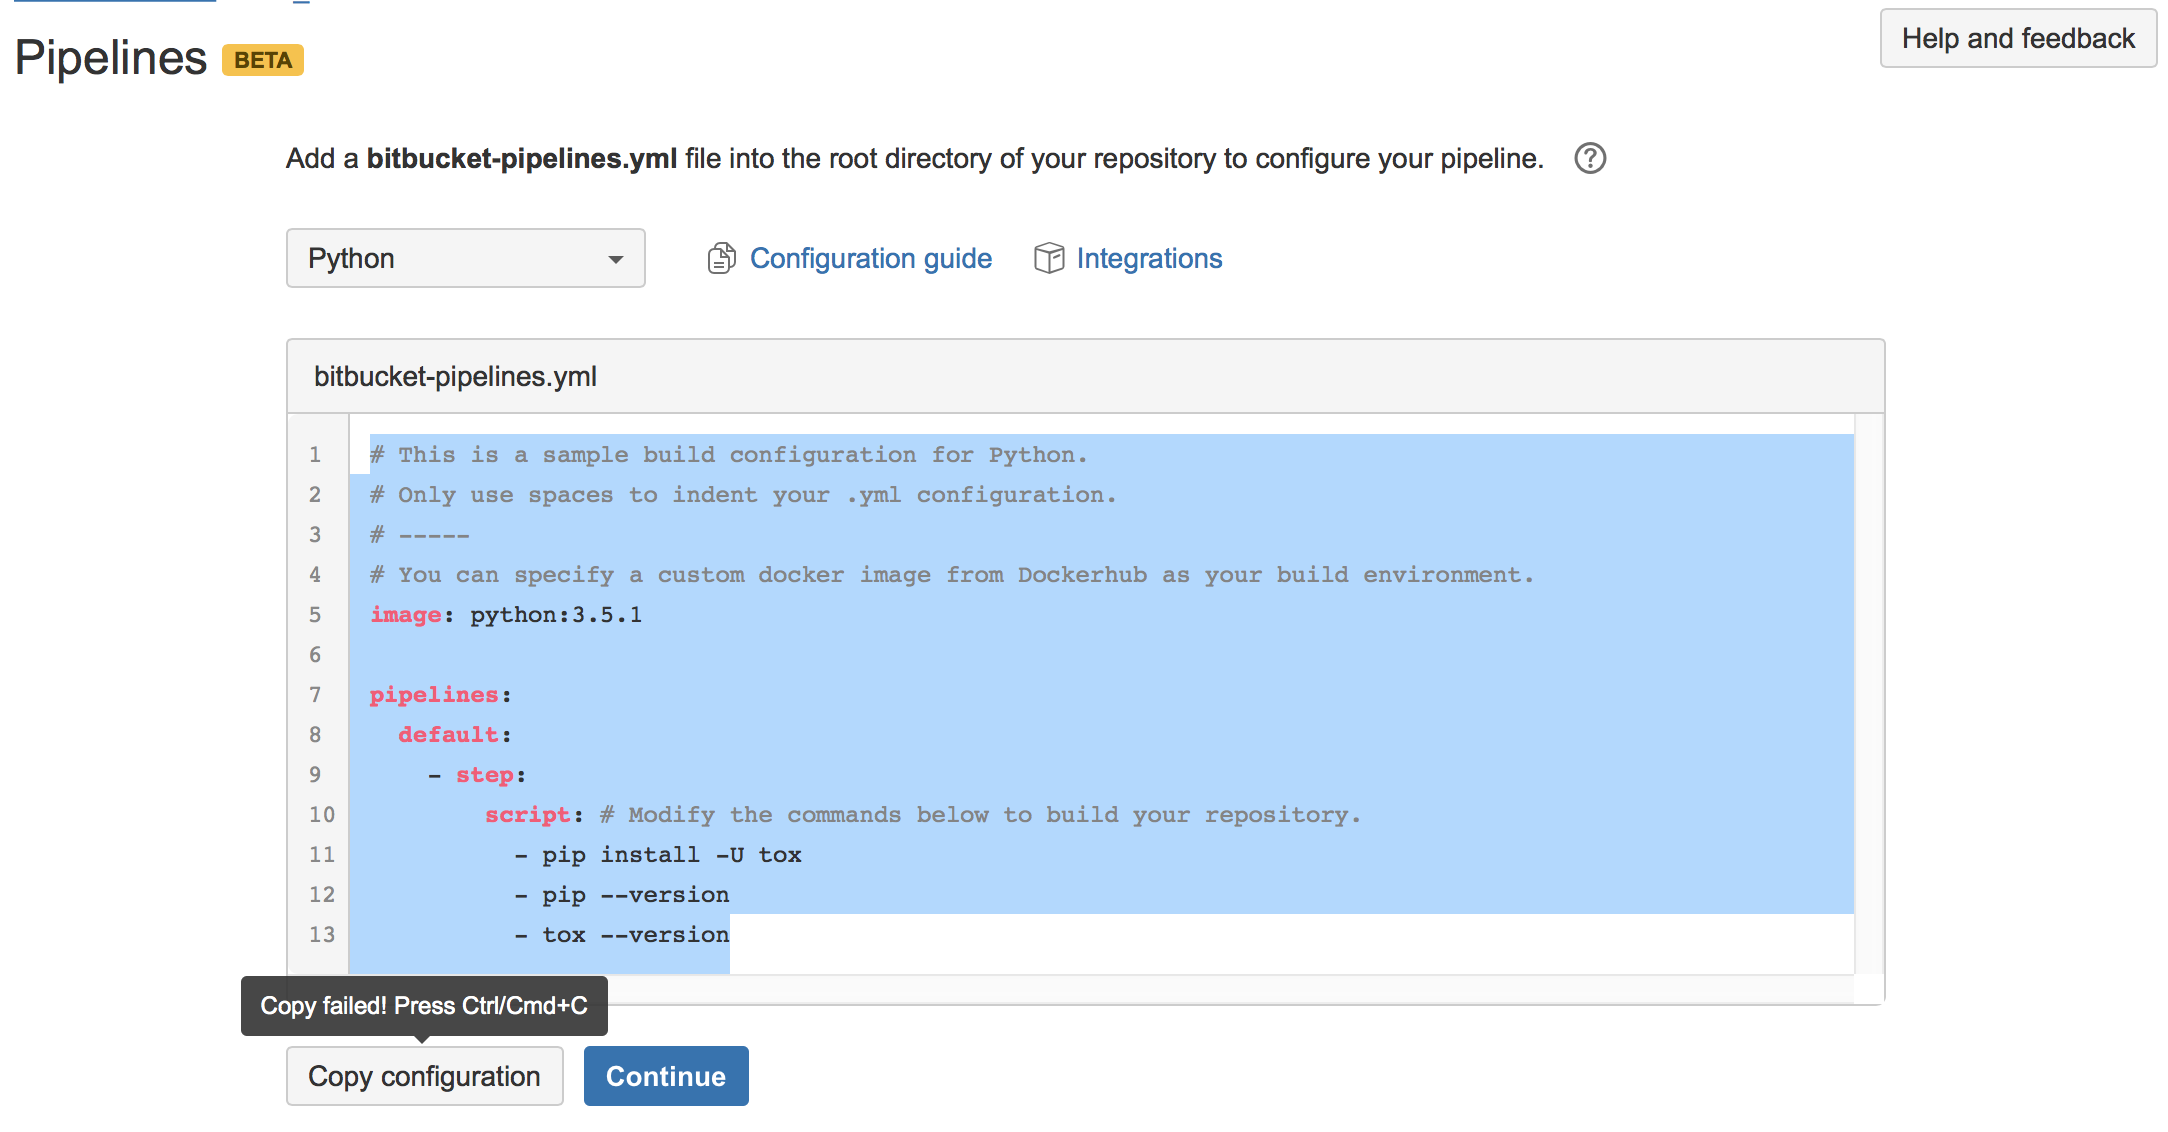 Pipelines BETA
Help and feedback
Add a bitbucket-pipelines.yml file into the root directory of your repository to configure your pipeline. ?
Python
Configuration guide
Integrations
bitbucket-pipelines.yml
1 # This is a sample build configuration for Python.
2 # Only use spaces to indent your .yml configuration.
3 # -----
4 # You can specify a custom docker image from Dockerhub as your build environment.
5 image: python:3.5.1
6
7 pipelines:
8   default:
9     - step:
10         script: # Modify the commands below to build your repository.
11           - pip install -U tox
12           - pip --version
13           - tox --version
Copy failed! Press Ctrl/Cmd+C
Copy configuration
Continue